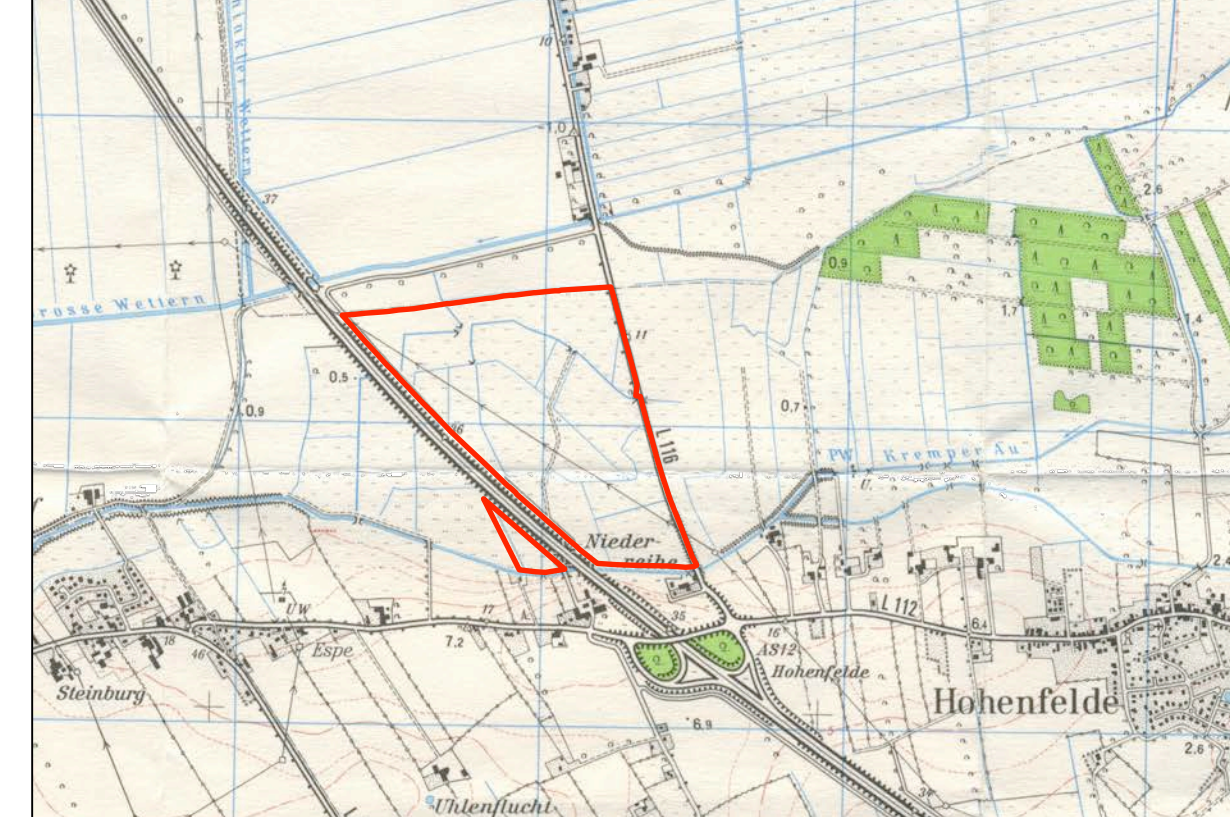 10
1,0
37
2,6
0,9
1,7
1,4
rosse Wettern
11
0.5
0,9
86
0,7
L 116
PW Kremper Au
U.
Nieder-
reihe
17
UW
18
46
Espe
7.2
35
16
L 112
6,4
AS12
Hohenfelde
Steinburg
Hohenfelde
6.9
2.6
34
Uhlenflucht